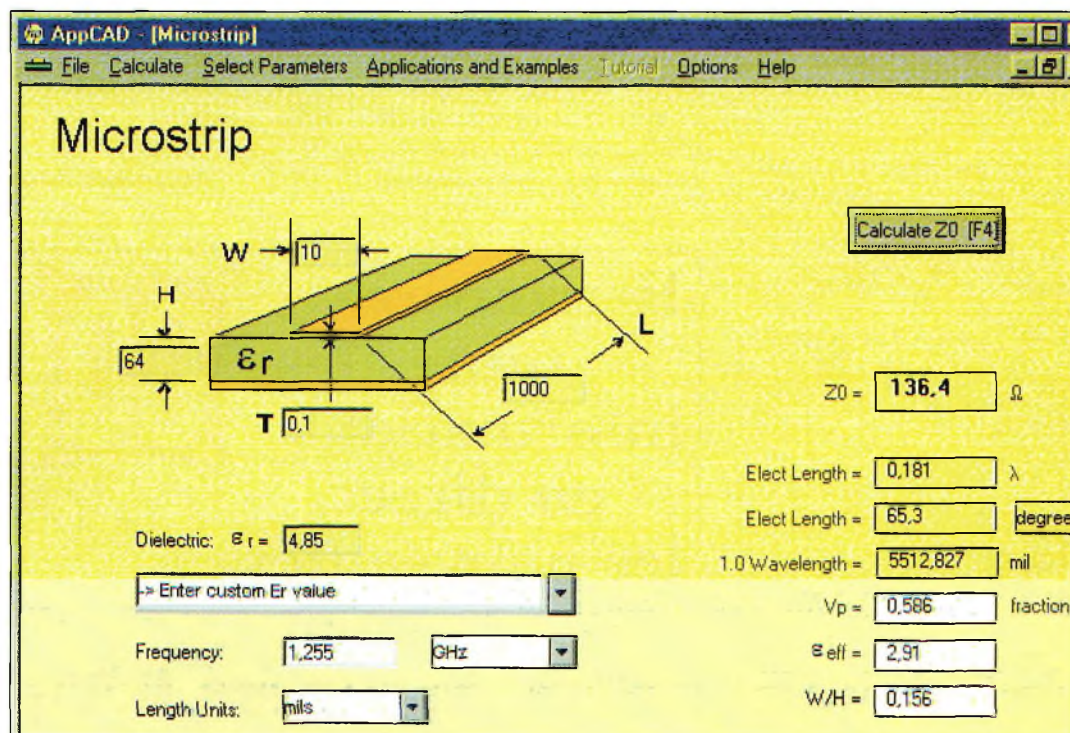 AppCAD - [Microstrip]
File Calculate Select Parameters Applications and Examples Tutorial Options Help
Microstrip
Calculate Z0 [F4]
W 10
H
64
εr
L
1000
T 0,1
Z0 = 136,4 Ω
Elect Length = 0,181 λ
Elect Length = 65,3 degree
1.0 Wavelength = 5512,827 mil
Vp = 0,586 fraction
εeff = 2,91
W/H = 0,156
Dielectric: εr = 4,85
-> Enter custom Er value
Frequency: 1,255 GHz
Length Units: mils